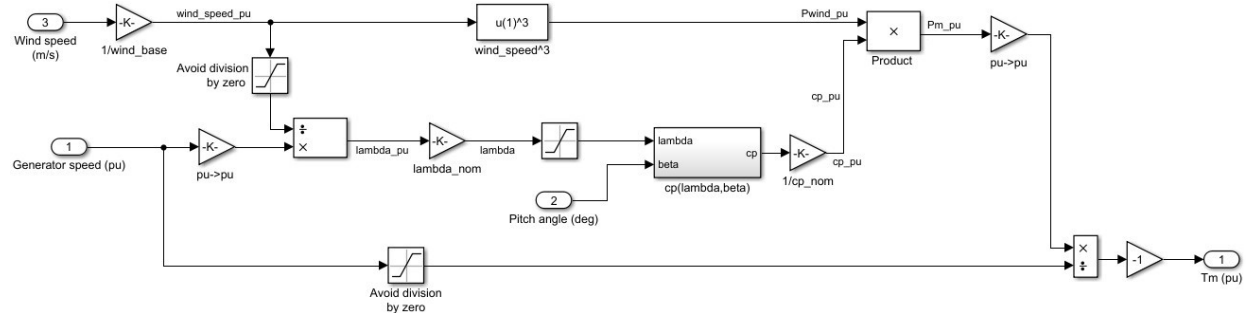 3
Wind speed
(m/s)
-K-
1/wind_base
wind_speed_pu
u(1)^3
wind_speed^3
Pwind_pu
×
Product
Pm_pu
-K-
pu->pu
Avoid division
by zero
cp_pu
1
Generator speed (pu)
-K-
pu->pu
÷
×
lambda_pu
-K-
lambda_nom
lambda
lambda
beta
cp
cp(lambda,beta)
-K-
1/cp_nom
cp_pu
2
Pitch angle (deg)
Avoid division
by zero
×
÷
-1
1
Tm (pu)